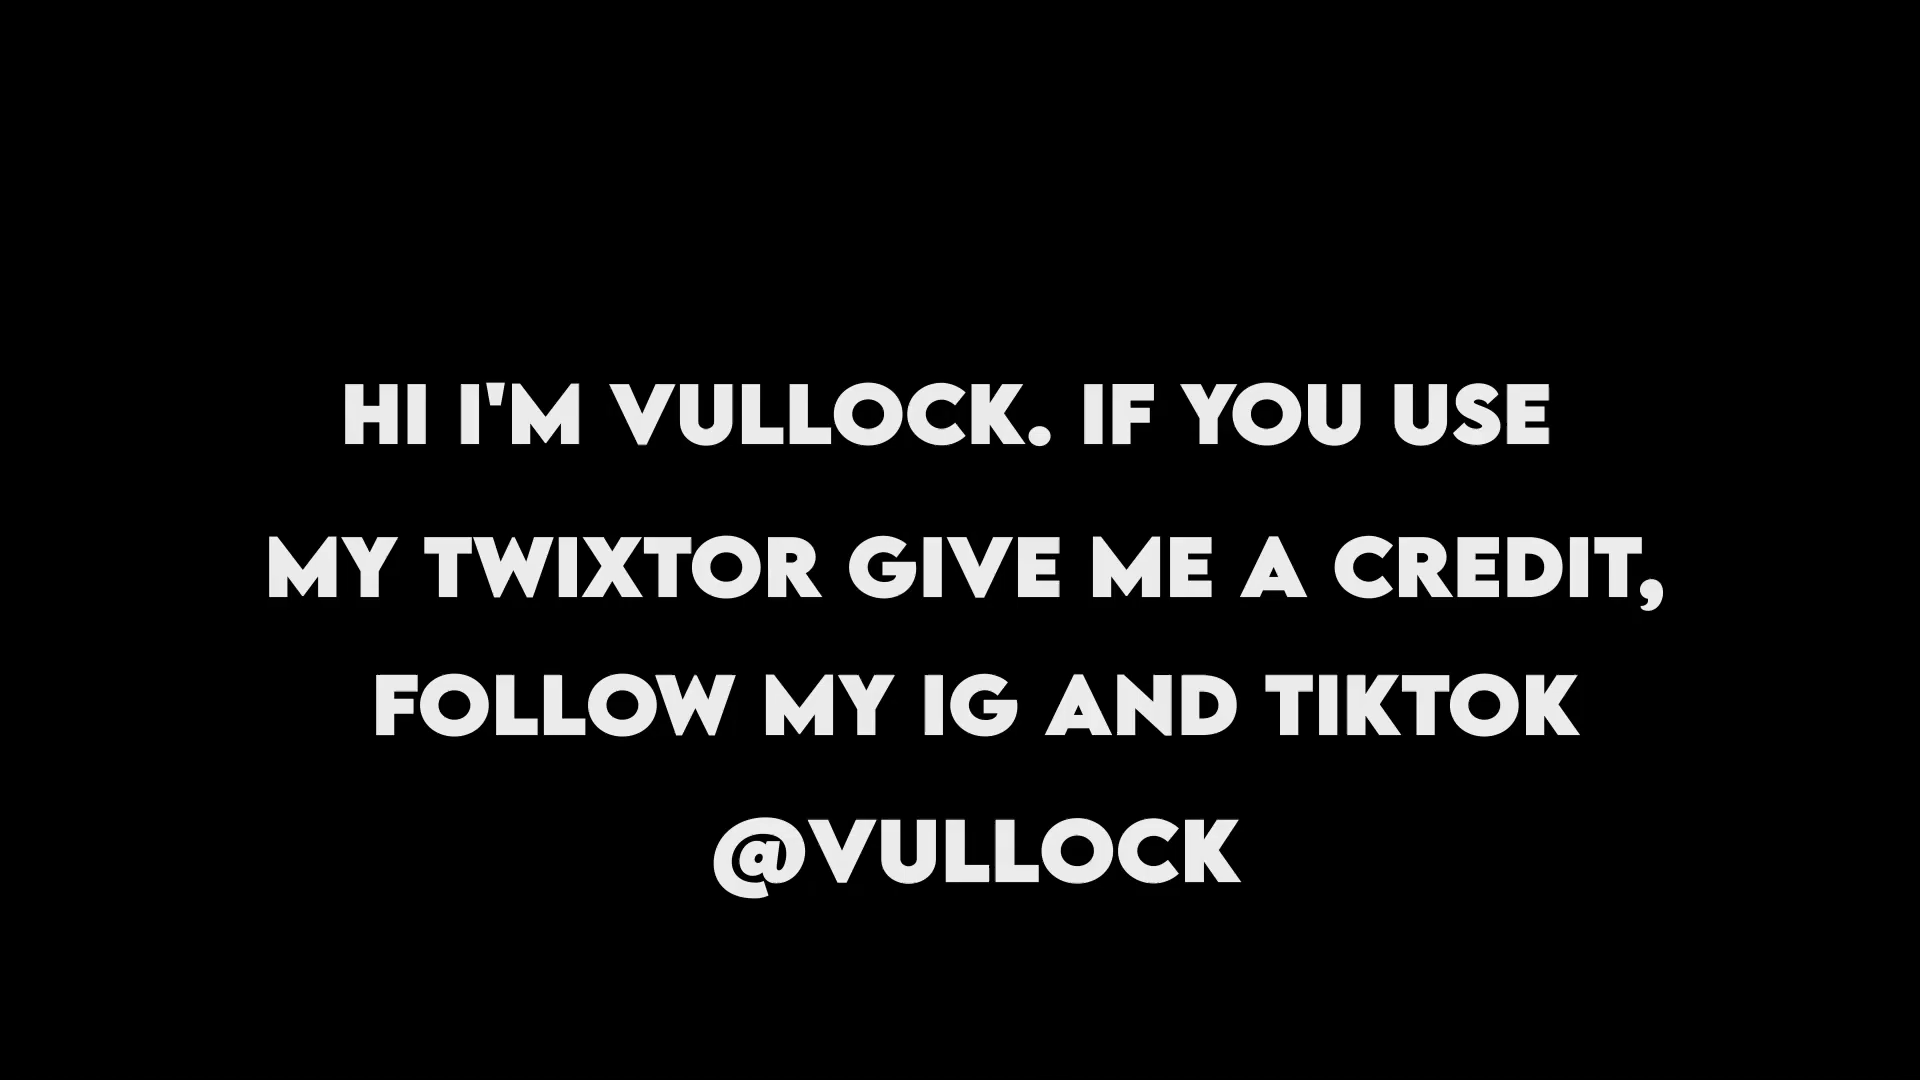 HI I'M VULLOCK. IF YOU USE
MY TWIXTOR GIVE ME A CREDIT,
FOLLOW MY IG AND TIKTOK
@VULLOCK